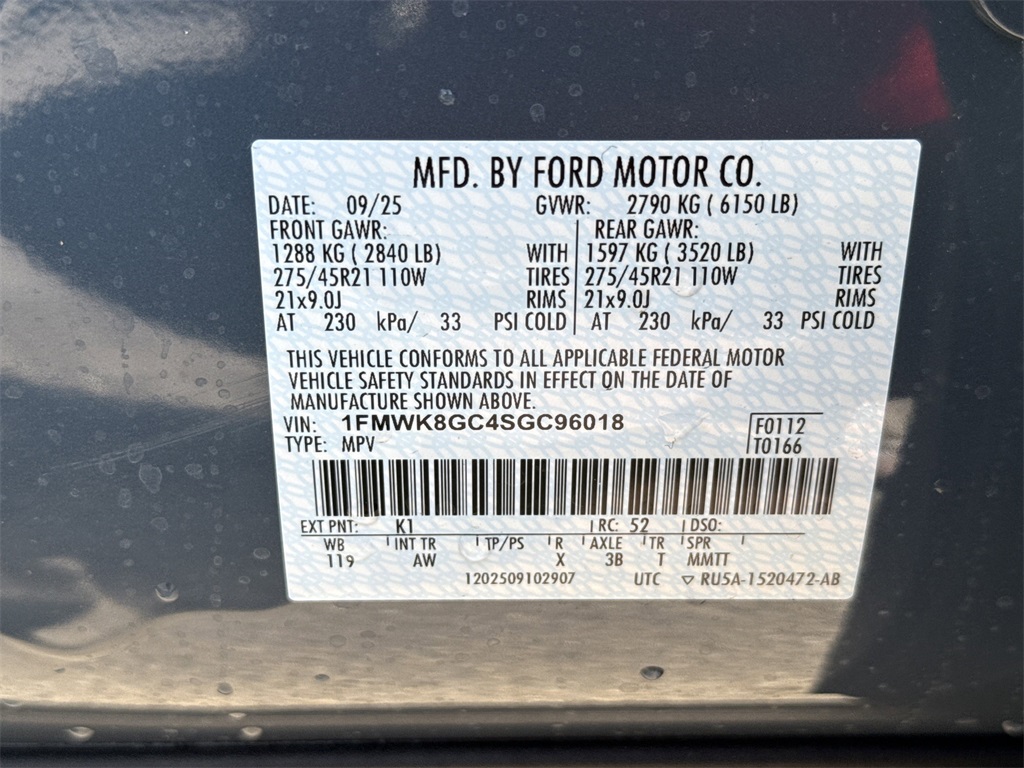 MFD. BY FORD MOTOR CO.
DATE: 09/25 GVWR: 2790 KG ( 6150 LB)
FRONT GAWR: REAR GAWR:
1288 KG ( 2840 LB) WITH 1597 KG ( 3520 LB) WITH
275/45R21 110W TIRES 275/45R21 110W TIRES
21x9.0J RIMS 21x9.0J RIMS
AT 230 kPa/ 33 PSI COLD AT 230 kPa/ 33 PSI COLD
THIS VEHICLE CONFORMS TO ALL APPLICABLE FEDERAL MOTOR
VEHICLE SAFETY STANDARDS IN EFFECT ON THE DATE OF
MANUFACTURE SHOWN ABOVE.
VIN: 1FMWK8GC4SGC96018 F0112
TYPE: MPV T0166
EXT PNT: K1 RC: 52 DSO:
WB INT TR TP/PS R AXLE TR SPR
119 AW X 3B T MMTT
1202509102907 UTC ▽ RU5A-1520472-AB